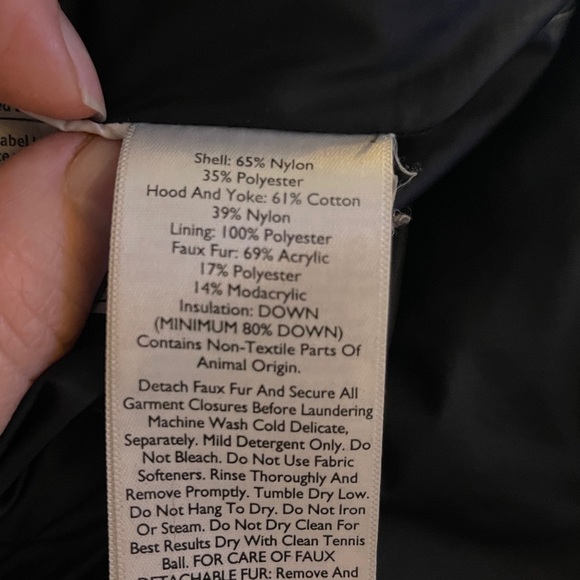 abel
Shell: 65% Nylon
35% Polyester
Hood And Yoke: 61% Cotton
39% Nylon
Lining: 100% Polyester
Faux Fur: 69% Acrylic
17% Polyester
14% Modacrylic
Insulation: DOWN
(MINIMUM 80% DOWN)
Contains Non-Textile Parts Of
Animal Origin.
Detach Faux Fur And Secure All
Garment Closures Before Laundering
Machine Wash Cold Delicate,
Separately. Mild Detergent Only. Do
Not Bleach. Do Not Use Fabric
Softeners. Rinse Thoroughly And
Remove Promptly. Tumble Dry Low.
Do Not Hang To Dry. Do Not Iron
Or Steam. Do Not Dry Clean For
Best Results Dry With Clean Tennis
Ball. FOR CARE OF FAUX
DETACHABLE FUR: Remove And